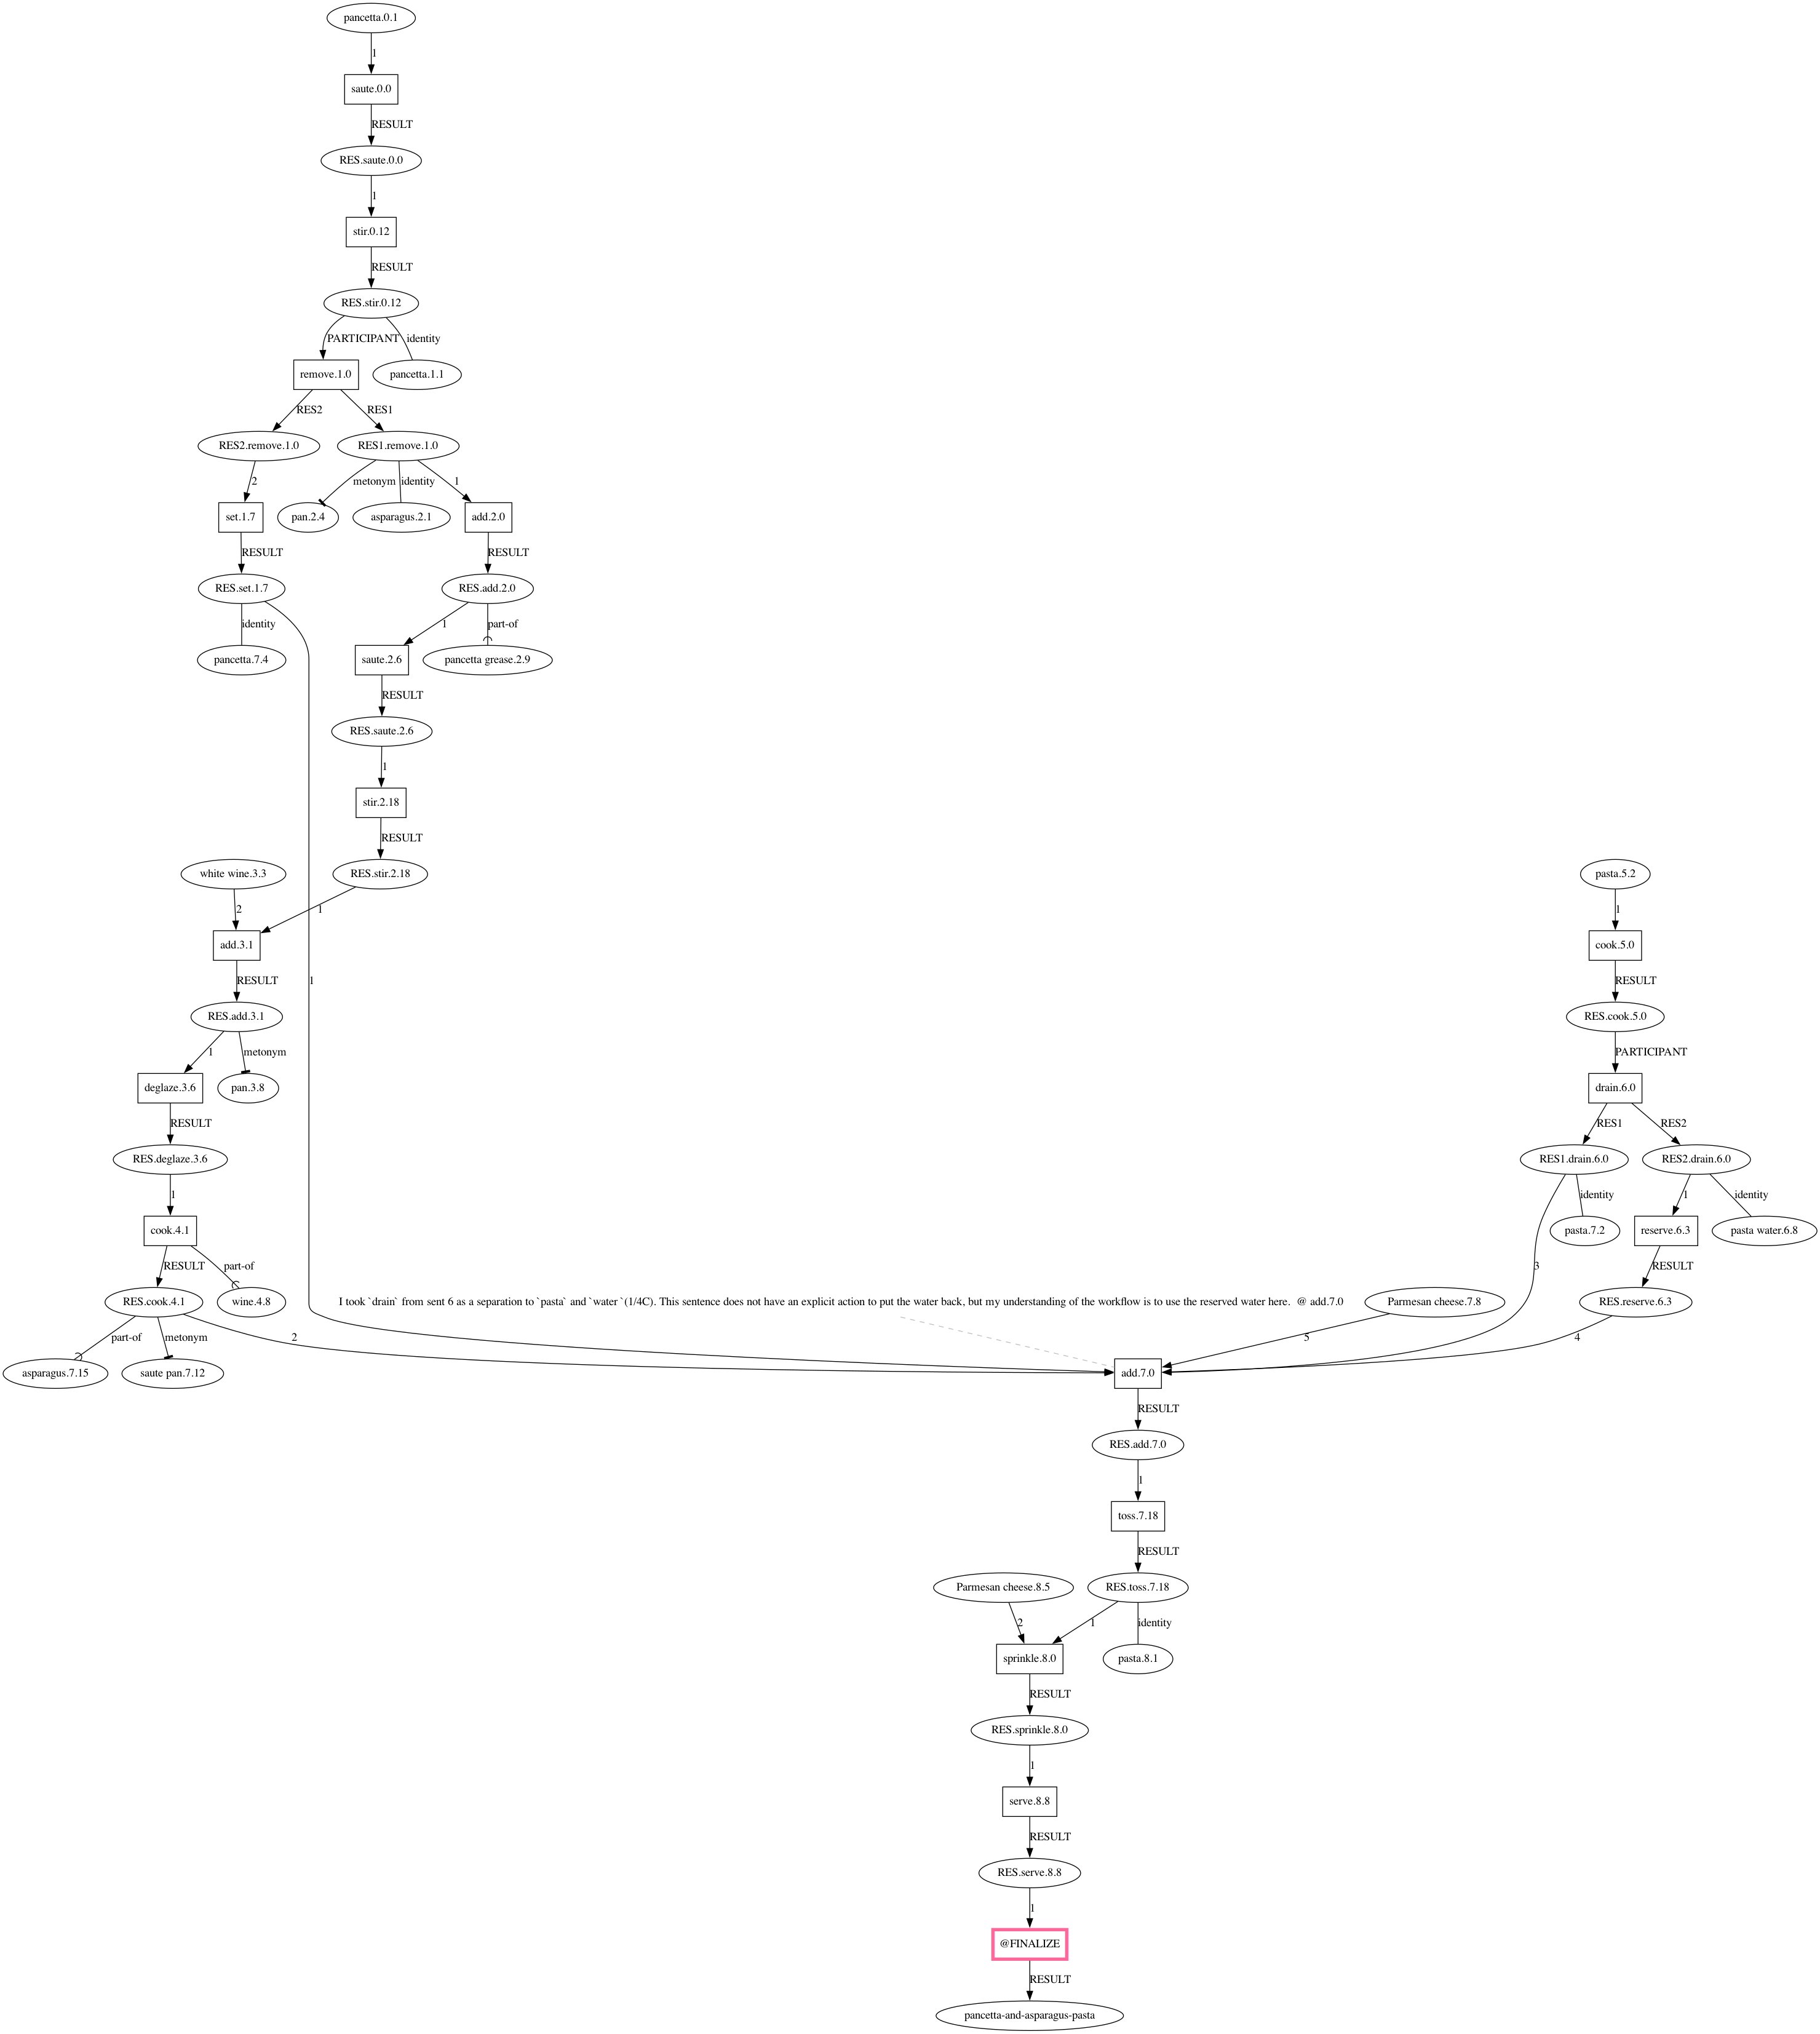 pancetta.0.1
1
saute.0.0
RESULT
RES.saute.0.0
1
stir.0.12
RESULT
RES.stir.0.12
PARTICIPANT
identity
remove.1.0
pancetta.1.1
RES2
RES1
RES2.remove.1.0
RES1.remove.1.0
2
metonym
identity
1
set.1.7
pan.2.4
asparagus.2.1
add.2.0
RESULT
RESULT
RES.set.1.7
RES.add.2.0
identity
1
part-of
pancetta.7.4
saute.2.6
pancetta grease.2.9
RESULT
RES.saute.2.6
1
stir.2.18
RESULT
white wine.3.3
RES.stir.2.18
pasta.5.2
2
1
1
add.3.1
cook.5.0
RESULT
1
RESULT
RES.add.3.1
RES.cook.5.0
1
metonym
PARTICIPANT
deglaze.3.6
pan.3.8
drain.6.0
RESULT
RES1
RES2
RES.deglaze.3.6
RES1.drain.6.0
RES2.drain.6.0
1
identity
1
identity
cook.4.1
pasta.7.2
reserve.6.3
pasta water.6.8
RESULT
part-of
3
RESULT
RES.cook.4.1
wine.4.8
I took `drain` from sent 6 as a separation to `pasta` and `water `(1/4C). This sentence does not have an explicit action to put the water back, but my understanding of the workflow is to use the reserved water here.  @ add.7.0
Parmesan cheese.7.8
RES.reserve.6.3
part-of
metonym
2
5
4
asparagus.7.15
saute pan.7.12
add.7.0
RESULT
RES.add.7.0
1
toss.7.18
RESULT
Parmesan cheese.8.5
RES.toss.7.18
2
1
identity
sprinkle.8.0
pasta.8.1
RESULT
RES.sprinkle.8.0
1
serve.8.8
RESULT
RES.serve.8.8
1
@FINALIZE
RESULT
pancetta-and-asparagus-pasta